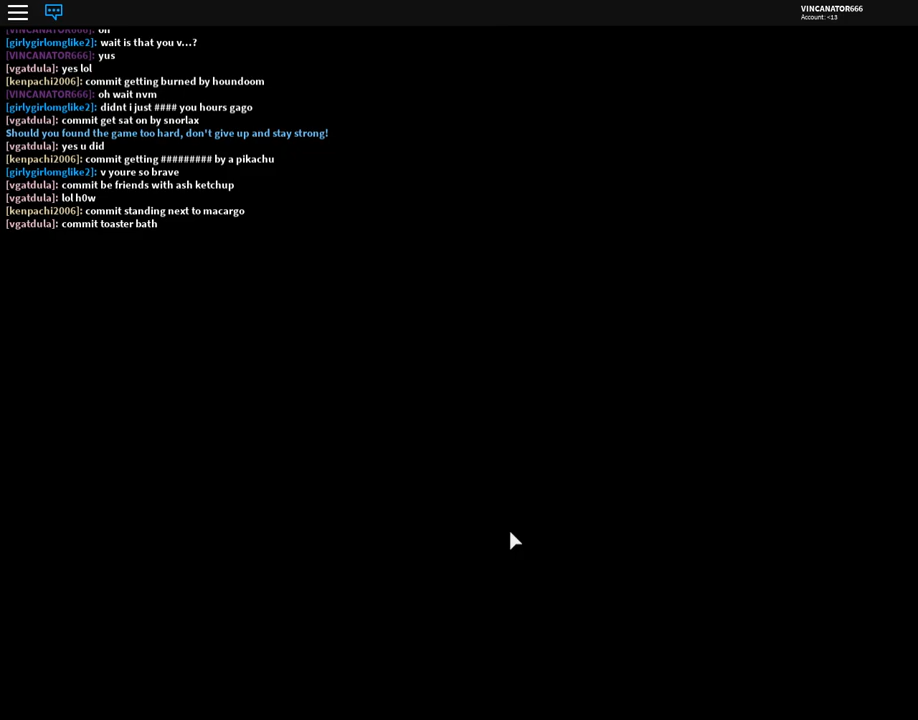 VINCANATOR666
Account: <13
[VINCANATOR666]: oh
[girlygirlomglike2]: wait is that you v...?
[VINCANATOR666]: yus
[vgatdula]: yes lol
[kenpachi2006]: commit getting burned by houndoom
[VINCANATOR666]: oh wait nvm
[girlygirlomglike2]: didnt i just #### you hours gago
[vgatdula]: commit get sat on by snorlax
Should you found the game too hard, don't give up and stay strong!
[vgatdula]: yes u did
[kenpachi2006]: commit getting ######### by a pikachu
[girlygirlomglike2]: v youre so brave
[vgatdula]: commit be friends with ash ketchup
[vgatdula]: lol h0w
[kenpachi2006]: commit standing next to macargo
[vgatdula]: commit toaster bath